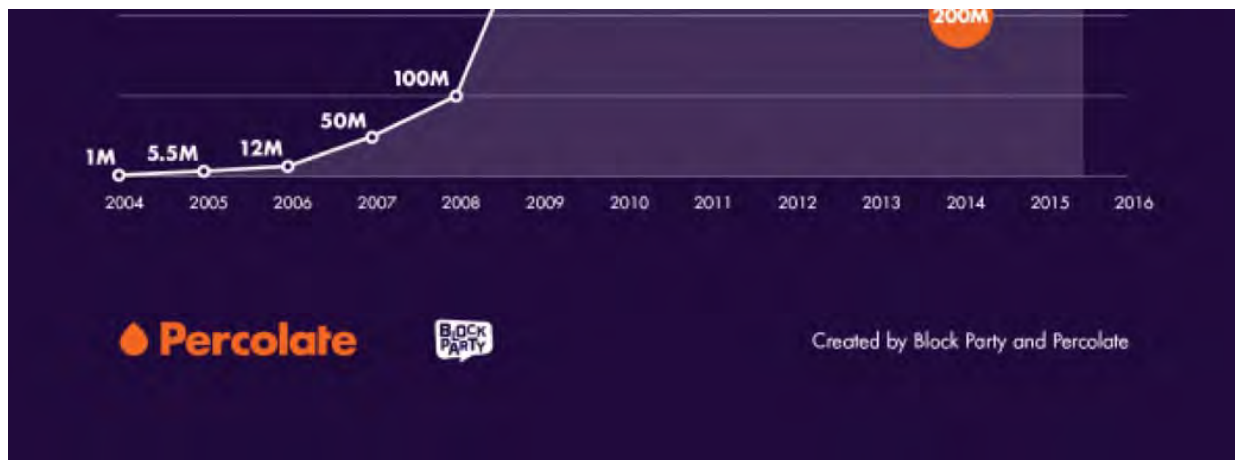 200M
100M
50M
12M
5.5M
1M
2004 2005 2006 2007 2008 2009 2010 2011 2012 2013 2014 2015 2016
Percolate
BLOCK
PARTY
Created by Block Party and Percolate